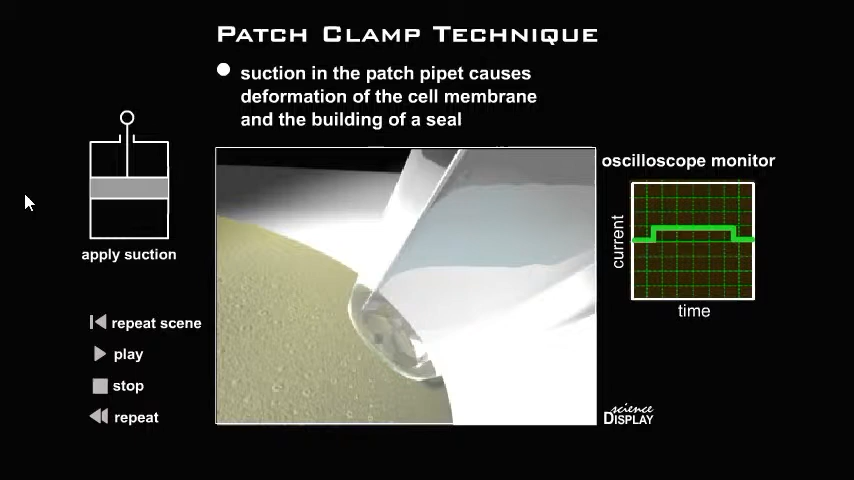 PATCH CLAMP TECHNIQUE
suction in the patch pipet causes
deformation of the cell membrane
and the building of a seal
oscilloscope monitor
current
time
apply suction
repeat scene
play
stop
repeat
science
DISPLAY